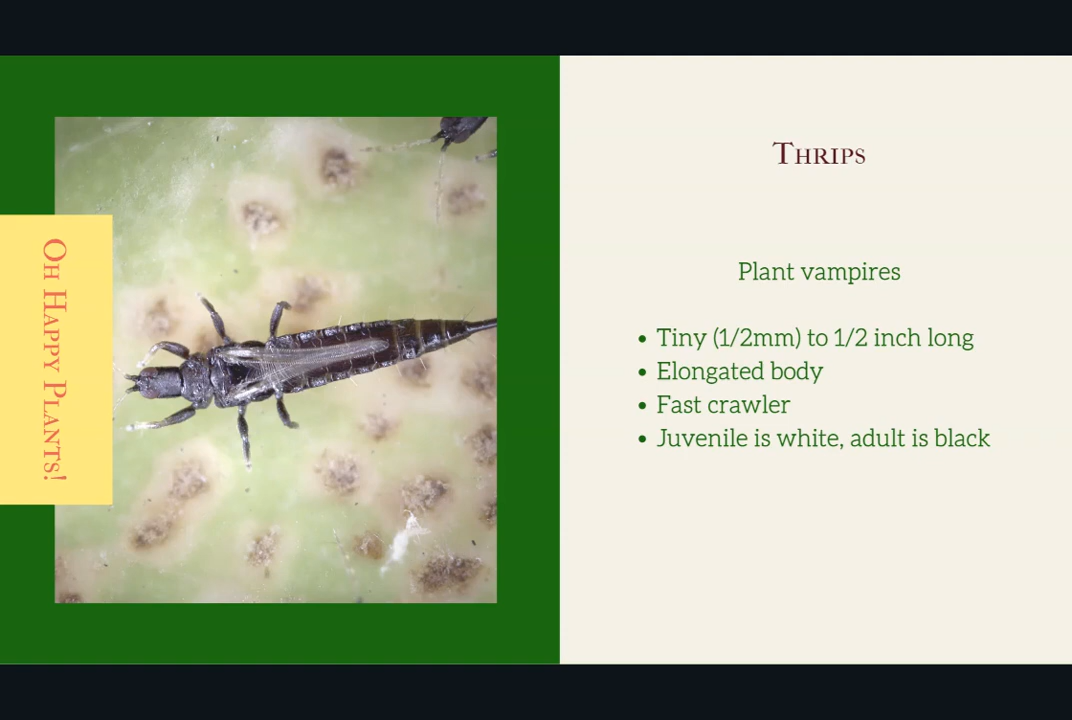 Oh Happy Plants!
Thrips
Plant vampires
• Tiny (1/2mm) to 1/2 inch long
• Elongated body
• Fast crawler
• Juvenile is white, adult is black